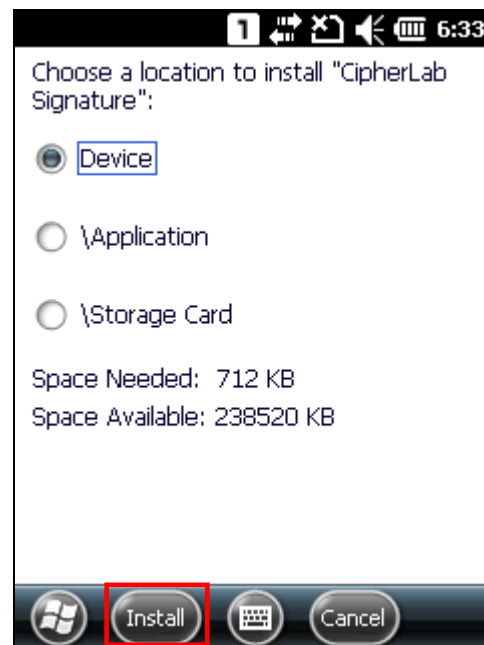 1 6:33
Choose a location to install "CipherLab
Signature":
Device
\Application
\Storage Card
Space Needed: 712 KB
Space Available: 238520 KB
Install Cancel